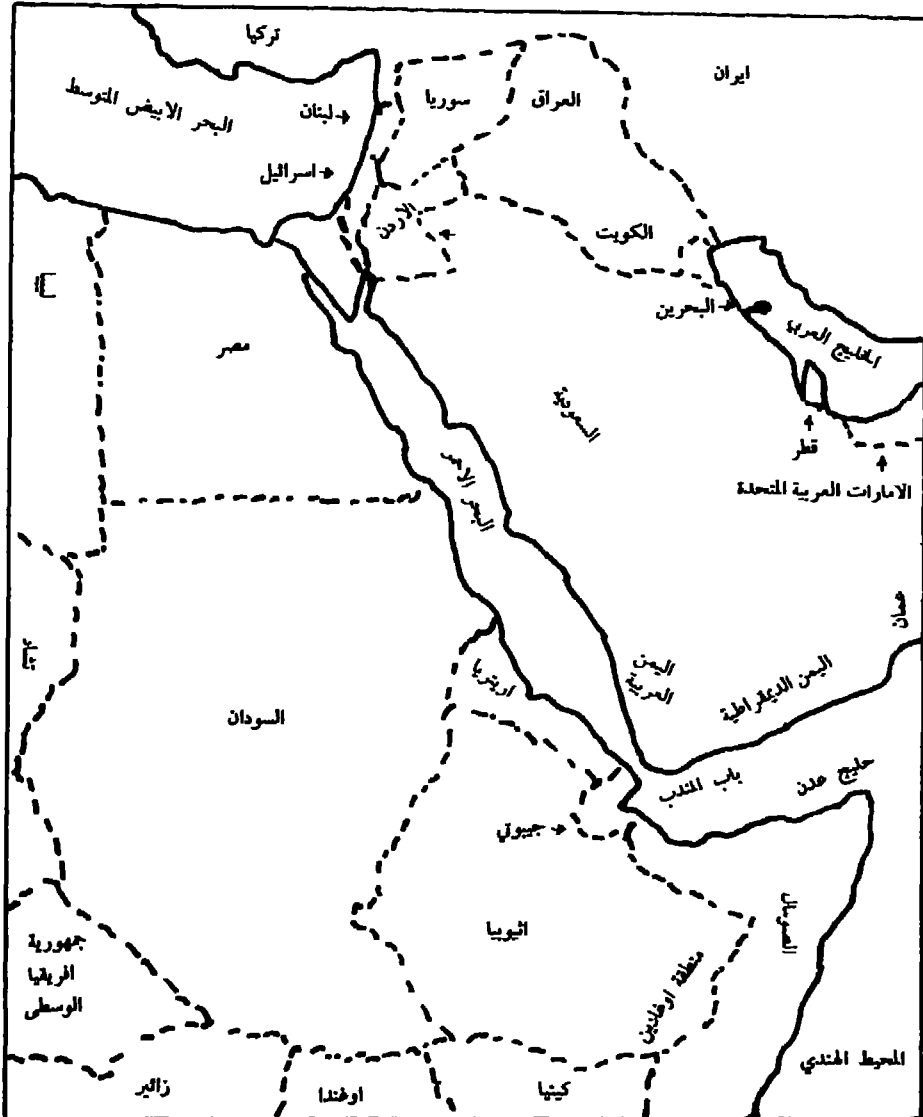 تركيا
ايران
البحر الابيض المتوسط
لبنان
سوريا
العراق
اسرائيل
الاردن
الكويت
ليبيا
البحرين
الخليج العربي
مصر
السعودية
قطر
الامارات العربية المتحدة
البحر الاحمر
عمان
تشاد
اريتريا
اليمن
العربية
اليمن الديمقراطية
السودان
باب المندب
خليج عدن
جيبوتي
الصومال
اثيوبيا
جمهورية
افريقيا
الوسطى
منطقة اوغادين
المحيط الهندي
زائير
اوغندا
كينيا